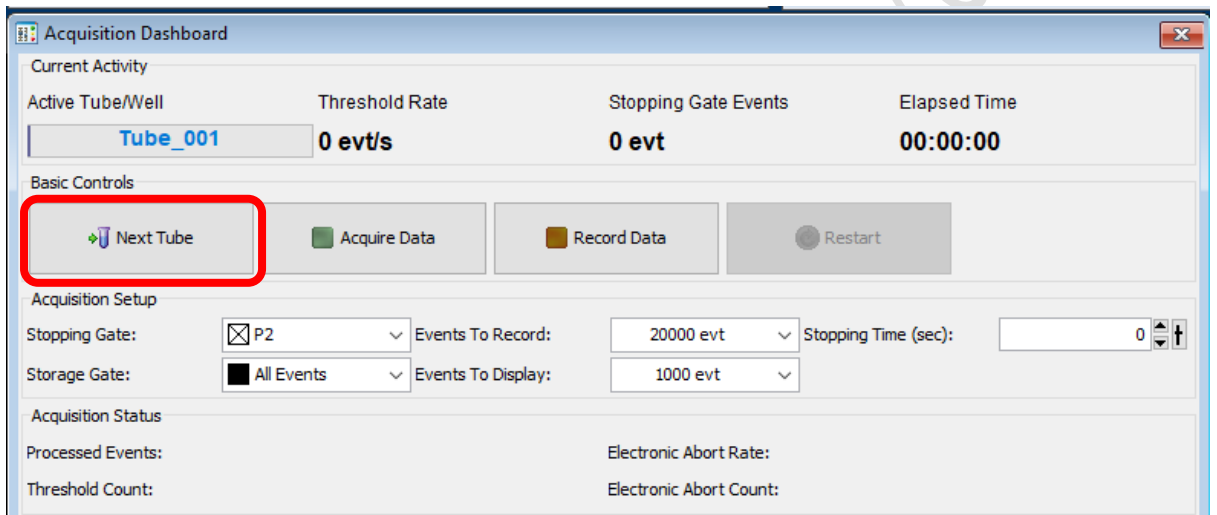 Acquisition Dashboard
Current Activity
Active Tube/Well Threshold Rate Stopping Gate Events Elapsed Time
Tube_001 0 evt/s 0 evt 00:00:00
Basic Controls
Next Tube Acquire Data Record Data Restart
Acquisition Setup
Stopping Gate: P2 Events To Record: 20000 evt Stopping Time (sec): 0
Storage Gate: All Events Events To Display: 1000 evt
Acquisition Status
Processed Events: Electronic Abort Rate:
Threshold Count: Electronic Abort Count: